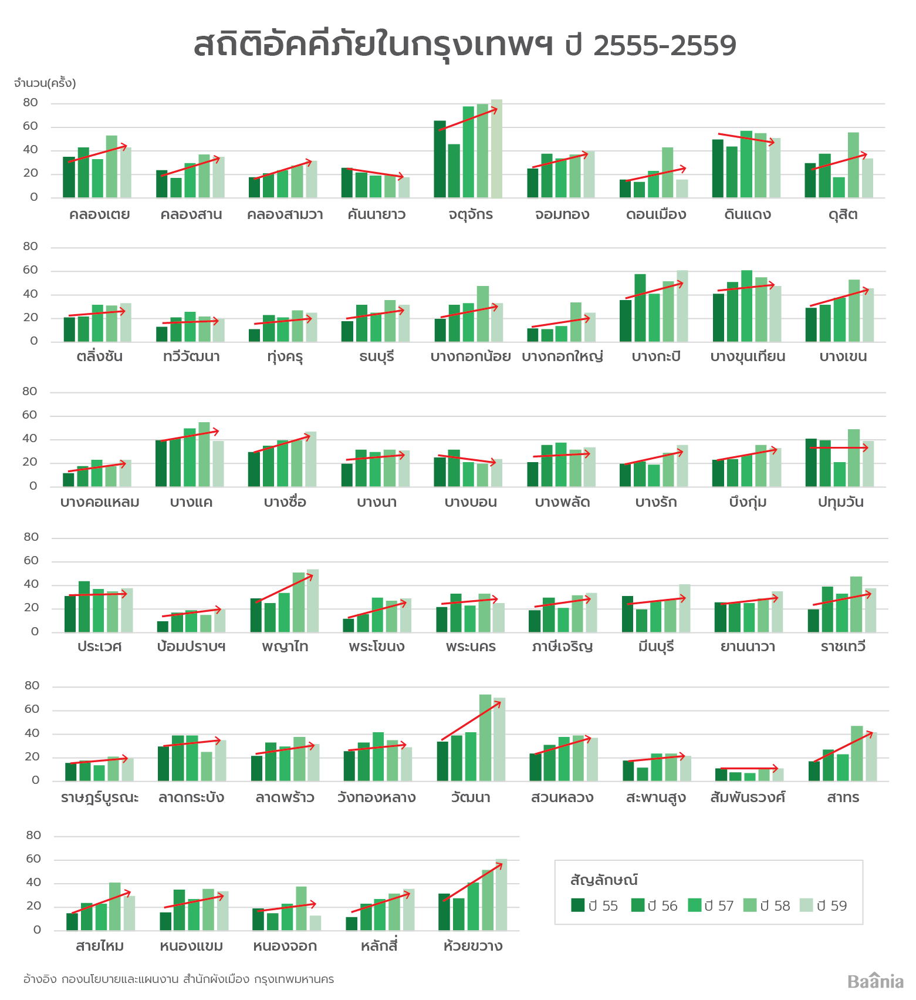 สถิติอัคคีภัยในกรุงเทพฯ ปี 2555-2559
จำนวน(ครั้ง)
80
60
40
20
0
คลองเตย คลองสาน คลองสามวา คันนายาว จตุจักร จอมทอง ดอนเมือง ดินแดง ดุสิต
80
60
40
20
0
ตลิ่งชัน ทวีวัฒนา ทุ่งครุ ธนบุรี บางกอกน้อย บางกอกใหญ่ บางกะปิ บางขุนเทียน บางเขน
80
60
40
20
0
บางคอแหลม บางแค บางซื่อ บางนา บางบอน บางพลัด บางรัก บึงกุ่ม ปทุมวัน
80
60
40
20
0
ประเวศ ป้อมปราบฯ พญาไท พระโขนง พระนคร ภาษีเจริญ มีนบุรี ยานนาวา ราชเทวี
80
60
40
20
0
ราษฎร์บูรณะ ลาดกระบัง ลาดพร้าว วังทองหลาง วัฒนา สวนหลวง สะพานสูง สัมพันธวงศ์ สาทร
80
60
40
20
0
สายไหม หนองแขม หนองจอก หลักสี่ ห้วยขวาง
สัญลักษณ์
ปี 55 ปี 56 ปี 57 ปี 58 ปี 59
อ้างอิง กองนโยบายและแผนงาน สำนักผังเมือง กรุงเทพมหานคร
Baania